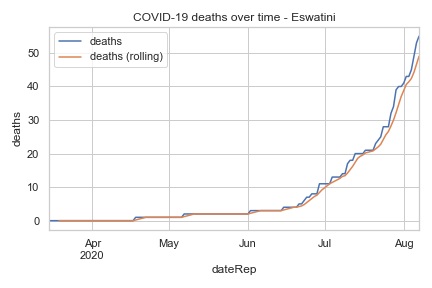 COVID-19 deaths over time - Eswatini
deaths
deaths (rolling)
50
40
30
20
10
0
deaths
Apr
2020
May
Jun
Jul
Aug
dateRep